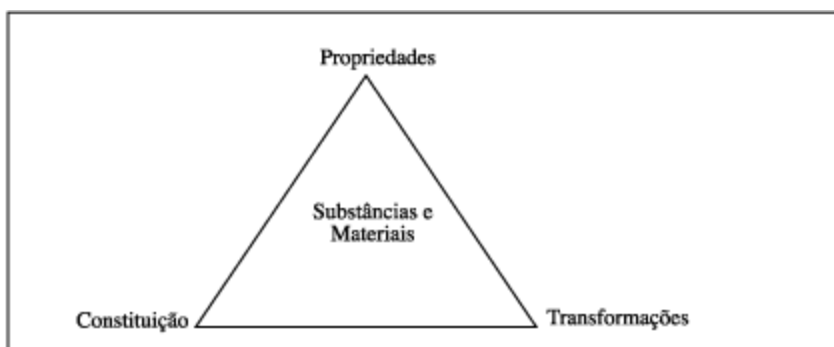 Propriedades
Substâncias e
Materiais
Constituição
Transformações